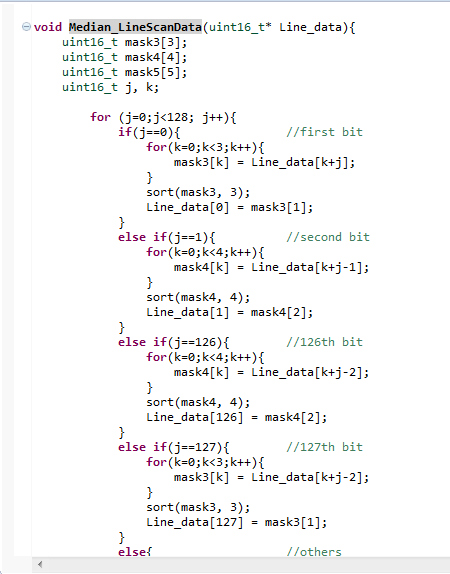 void Median_LineScanData(uint16_t* Line_data){
uint16_t mask3[3];
uint16_t mask4[4];
uint16_t mask5[5];
uint16_t j, k;
for (j=0;j<128; j++){
if(j==0){ //first bit
for(k=0;k<3;k++){
mask3[k] = Line_data[k+j];
}
sort(mask3, 3);
Line_data[0] = mask3[1];
}
else if(j==1){ //second bit
for(k=0;k<4;k++){
mask4[k] = Line_data[k+j-1];
}
sort(mask4, 4);
Line_data[1] = mask4[2];
}
else if(j==126){ //126th bit
for(k=0;k<4;k++){
mask4[k] = Line_data[k+j-2];
}
sort(mask4, 4);
Line_data[126] = mask4[2];
}
else if(j==127){ //127th bit
for(k=0;k<3;k++){
mask3[k] = Line_data[k+j-2];
}
sort(mask3, 3);
Line_data[127] = mask3[1];
}
else{ //others